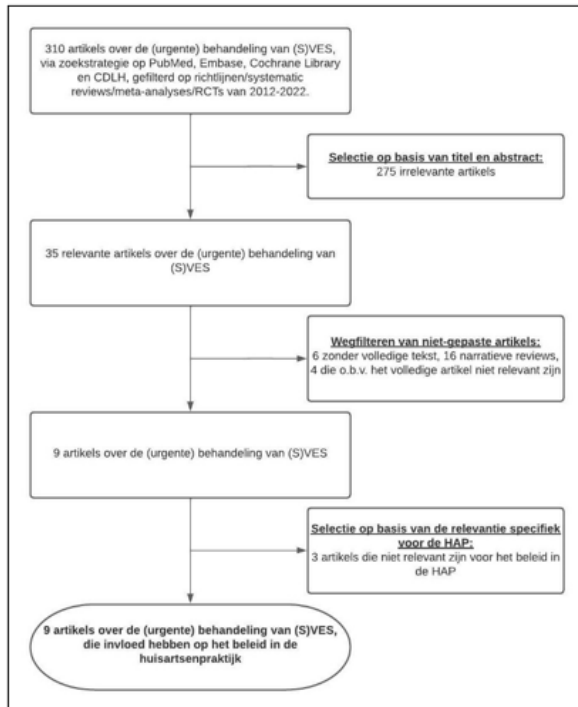 310 artikels over de (urgente) behandeling van (S)VES,
via zoekstrategie op PubMed, Embase, Cochrane Library
en CDLH, gefilterd op richtlijnen/systematic
reviews/meta-analyses/RCTs van 2012-2022.
Selectie op basis van titel en abstract:
275 irrelevante artikels
35 relevante artikels over de (urgente) behandeling van
(S)VES
Wegfilteren van niet-gepaste artikels:
6 zonder volledige tekst, 16 narratieve reviews,
4 die o.b.v. het volledige artikel niet relevant zijn
9 artikels over de (urgente) behandeling van (S)VES
Selectie op basis van de relevantie specifiek
voor de HAP:
3 artikels die niet relevant zijn voor het beleid in
de HAP
9 artikels over de (urgente) behandeling van (S)VES,
die invloed hebben op het beleid in de
huisartsenpraktijk